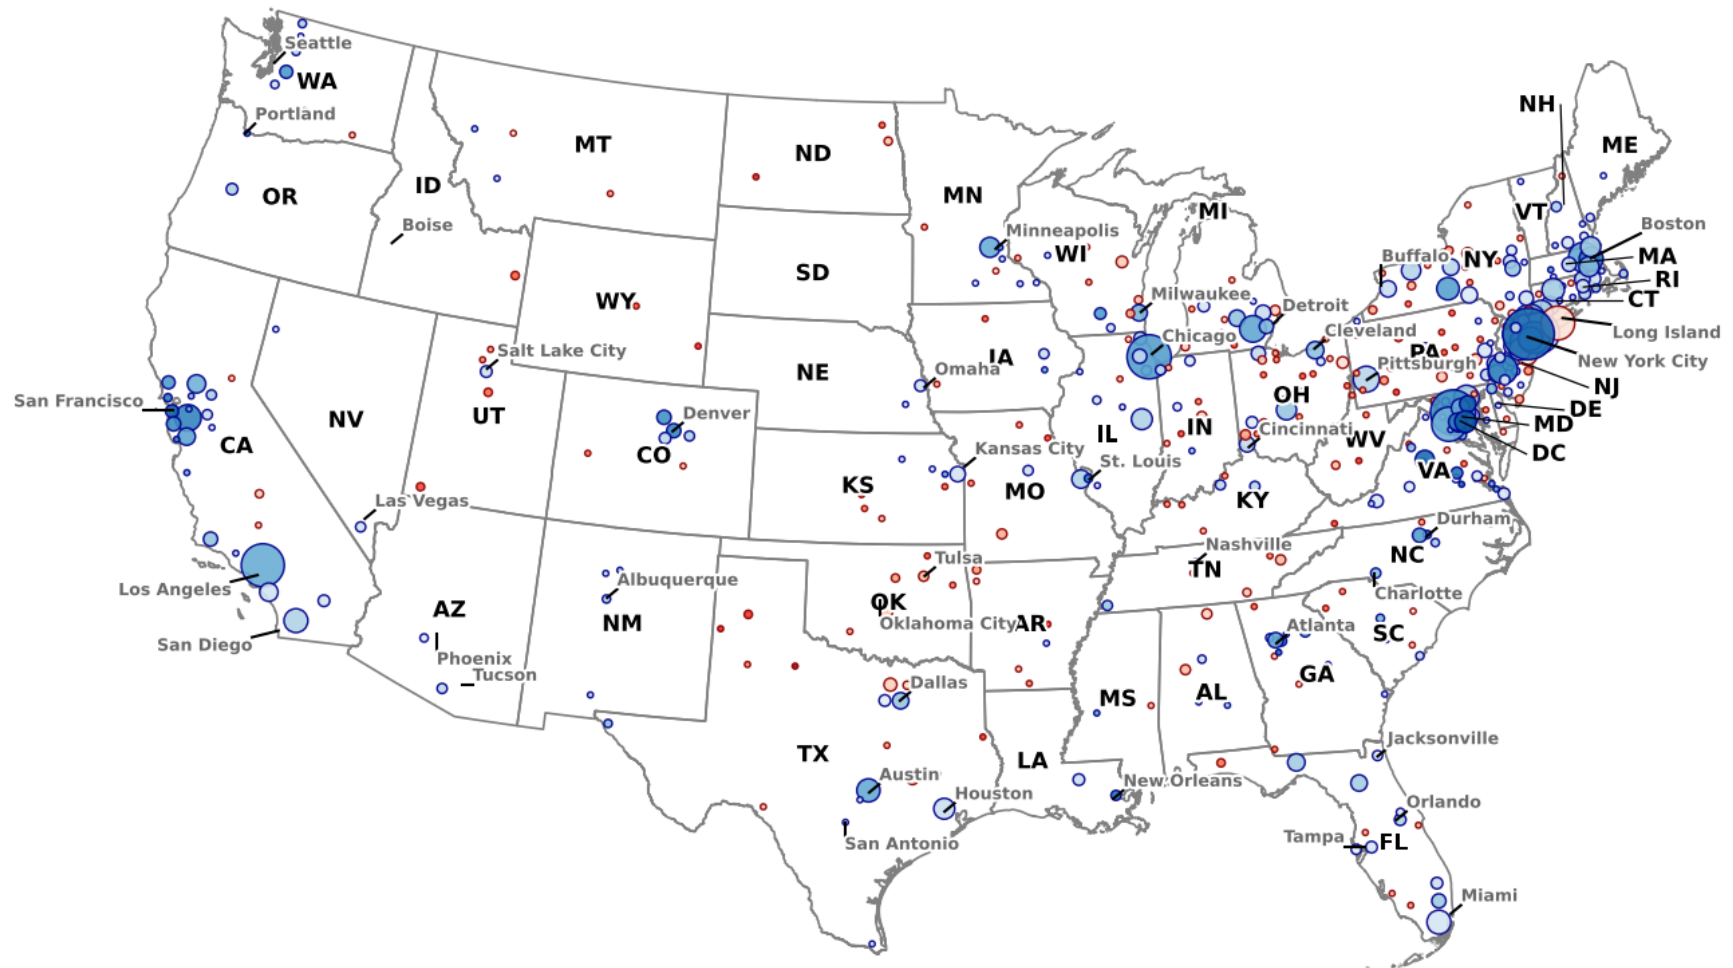 NH
Seattle
WA
Portland
MT
ND
ME
OR
ID
MN
MI
VT
Boise
Minneapolis
WI
Boston
Buffalo
NY
MA
SD
RI
WY
Milwaukee
Detroit
CT
Long Island
Chicago
Cleveland
Salt Lake City
IA
PA
New York City
NE
Omaha
Pittsburgh
NJ
San Francisco
NV
UT
Denver
OH
DE
CA
CO
IL
IN
Cincinnati
WV
MD
DC
Kansas City
St. Louis
VA
KS
MO
KY
Las Vegas
Durham
Nashville
NC
Tulsa
TN
Los Angeles
Albuquerque
Charlotte
AZ
NM
OK
Oklahoma City
AR
Atlanta
SC
San Diego
Phoenix
Tucson
GA
Dallas
MS
AL
TX
LA
Jacksonville
Austin
New Orleans
Houston
Orlando
San Antonio
Tampa
FL
Miami